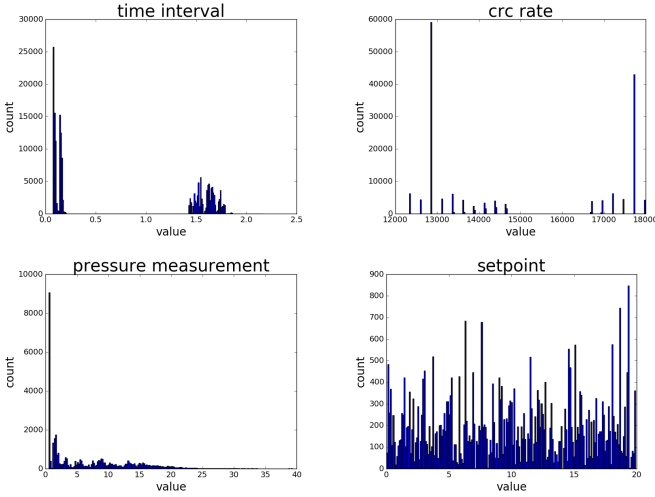 time interval
30000
25000
20000
15000
10000
5000
0
count
0.0 0.5 1.0 1.5 2.0 2.5
value
crc rate
60000
50000
40000
30000
20000
10000
0
count
12000 13000 14000 15000 16000 17000 18000
value
pressure measurement
10000
8000
6000
4000
2000
0
count
0 5 10 15 20 25 30 35 40
value
setpoint
900
800
700
600
500
400
300
200
100
0
count
0 5 10 15 20
value